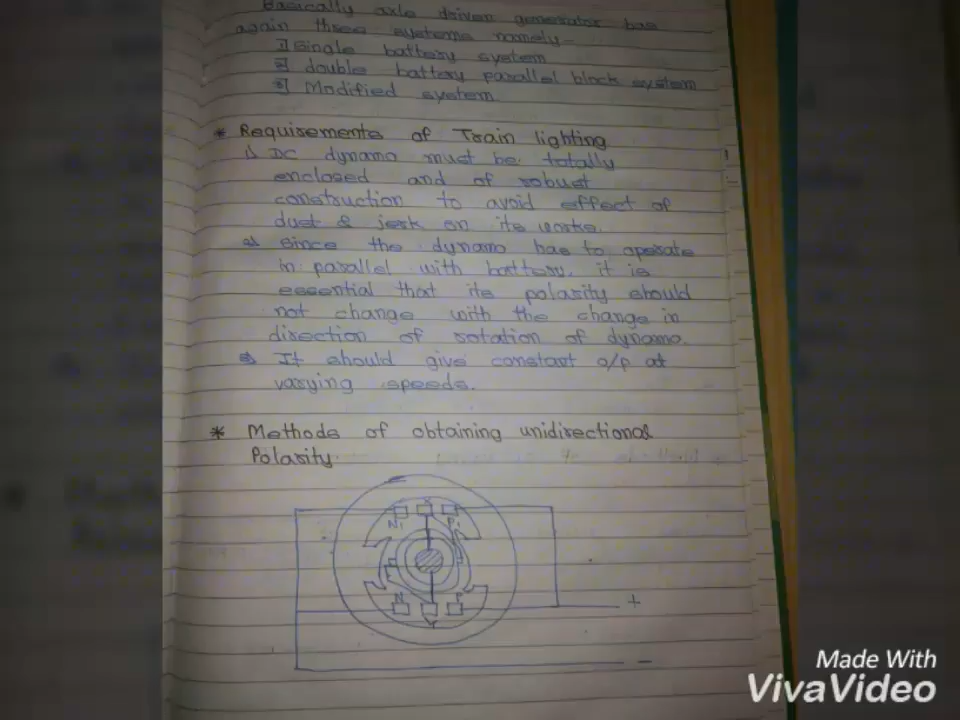 Basically axle driven generator has
again three systems namely-
1) single battery system
2) double battery parallel block system
3) Modified system
* Requirements of Train lighting
1) DC dynamo must be totally
enclosed and of robust
construction to avoid effect of
dust & jerk on its works.
2) since the dynamo has to operate
in parallel with battery, it is
essential that its polarity should
not change with the change in
direction of rotation of dynamo.
3) It should give constant o/p at
varying speeds.
* Methods of obtaining unidirectional
Polarity.
X
N1 P1
N P
Y
+
-
Made With
VivaVideo